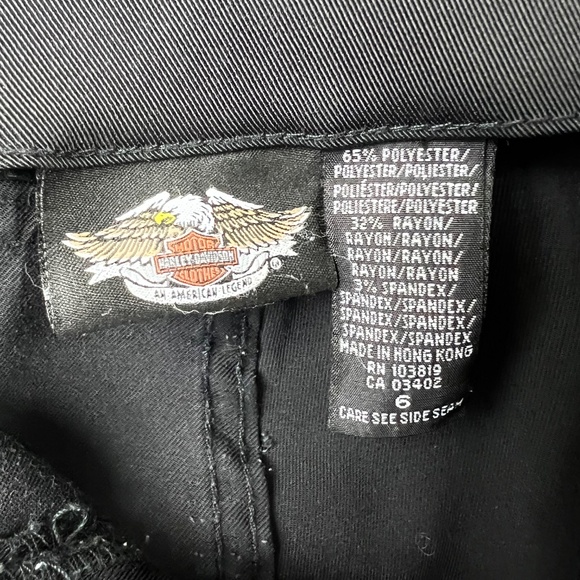 MOTOR
HARLEY-DAVIDSON
CLOTHES
AN AMERICAN LEGEND
®
65% POLYESTER/
POLYESTER/POLIESTER/
POLIÉSTER/POLYESTER/
POLIESTERE/POLYESTER
32% RAYON/
RAYON/RAYON/
RAYON/RAYON/
RAYON/RAYON
3% SPANDEX/
SPANDEX/SPANDEX/
SPANDEX/SPANDEX/
SPANDEX/SPANDEX
MADE IN HONG KONG
RN 103819
CA 03402
6
CARE SEE SIDE SEAM